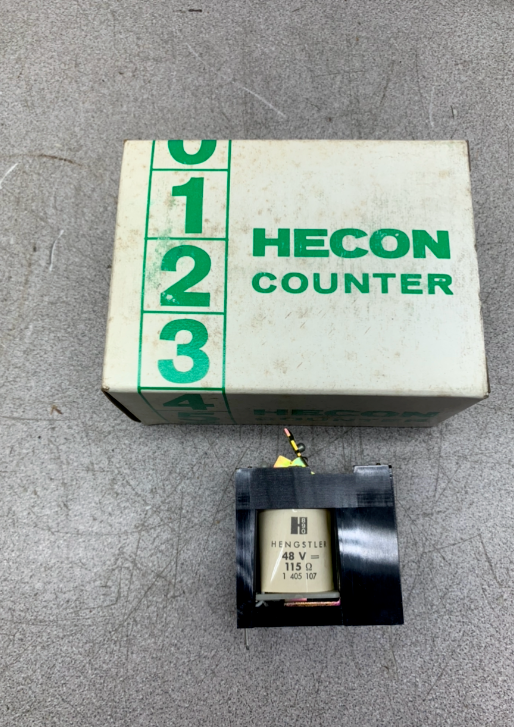 0
1
2
3
4
HECON
COUNTER
HECON
HENGSTLER
48 V ⎓
115 Ω
1 405 107